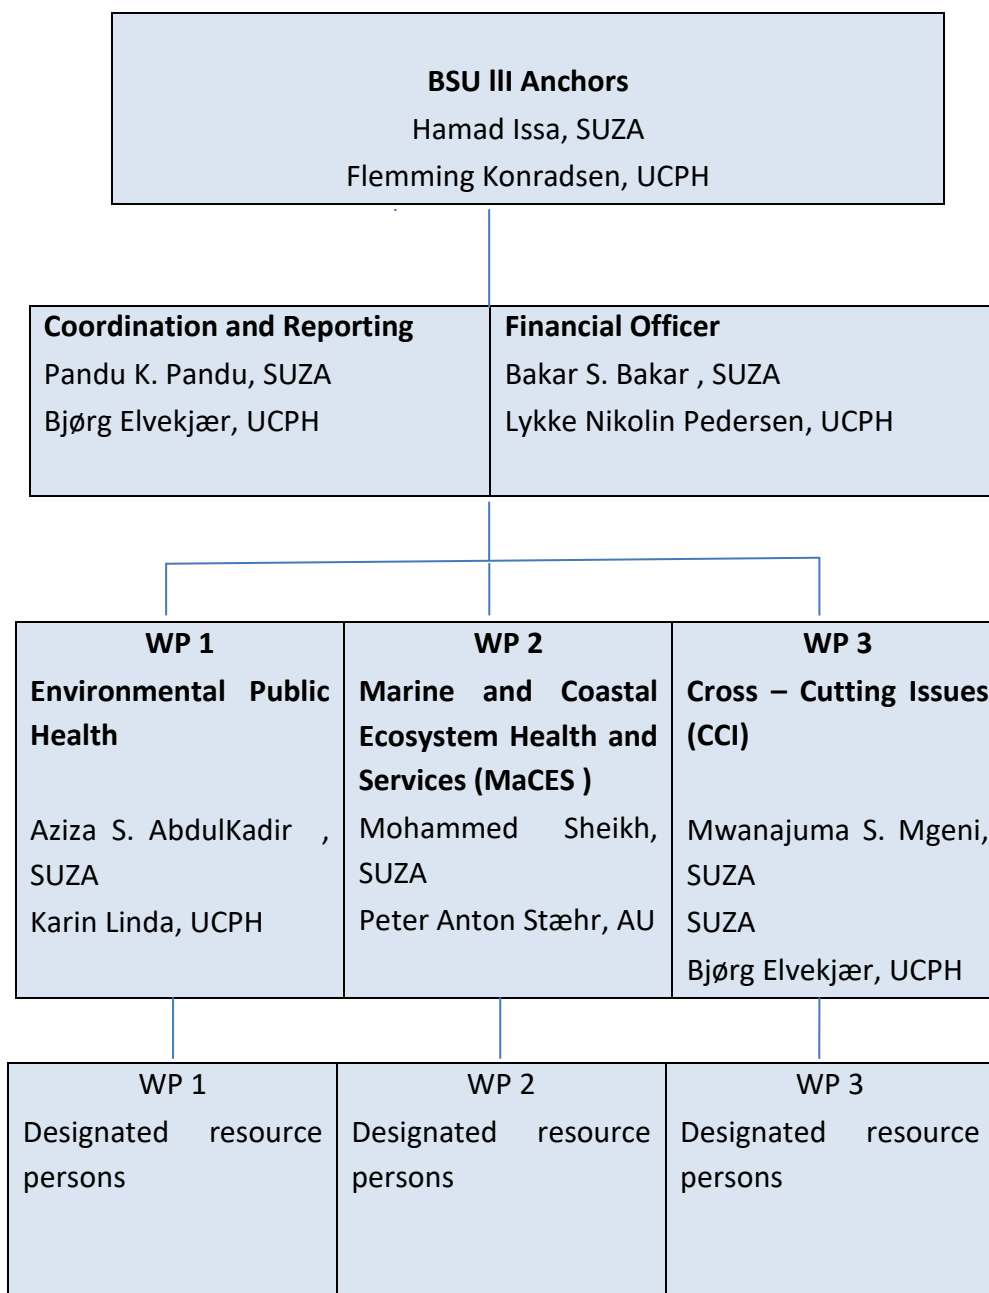 BSU lll Anchors
Hamad Issa, SUZA
Flemming Konradsen, UCPH
Coordination and Reporting
Pandu K. Pandu, SUZA
Bjørg Elvekjær, UCPH
Financial Officer
Bakar S. Bakar , SUZA
Lykke Nikolin Pedersen, UCPH
WP 1
Environmental Public
Health
Aziza S. AbdulKadir ,
SUZA
Karin Linda, UCPH
WP 2
Marine and Coastal
Ecosystem Health and
Services (MaCES )
Mohammed Sheikh,
SUZA
Peter Anton Stæhr, AU
WP 3
Cross – Cutting Issues
(CCI)
Mwanajuma S. Mgeni,
SUZA
SUZA
Bjørg Elvekjær, UCPH
WP 1
Designated resource
persons
WP 2
Designated resource
persons
WP 3
Designated resource
persons